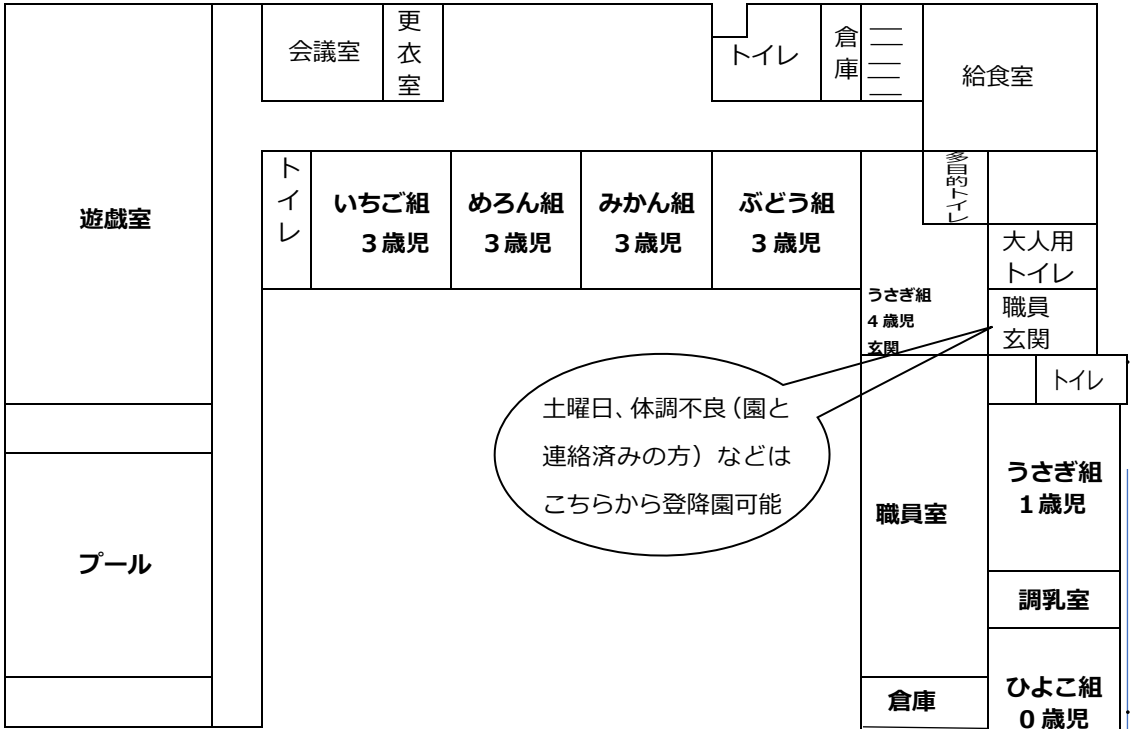 会議室
更衣室
トイレ
倉庫
給食室
遊戯室
トイレ
いちご組
3歳児
めろん組
3歳児
みかん組
3歳児
ぶどう組
3歳児
多目的トイレ
大人用
トイレ
うさぎ組
4歳児
玄関
職員
玄関
トイレ
土曜日、体調不良（園と
連絡済みの方）などは
こちらから登降園可能
うさぎ組
1歳児
職員室
プール
調乳室
倉庫
ひよこ組
0歳児